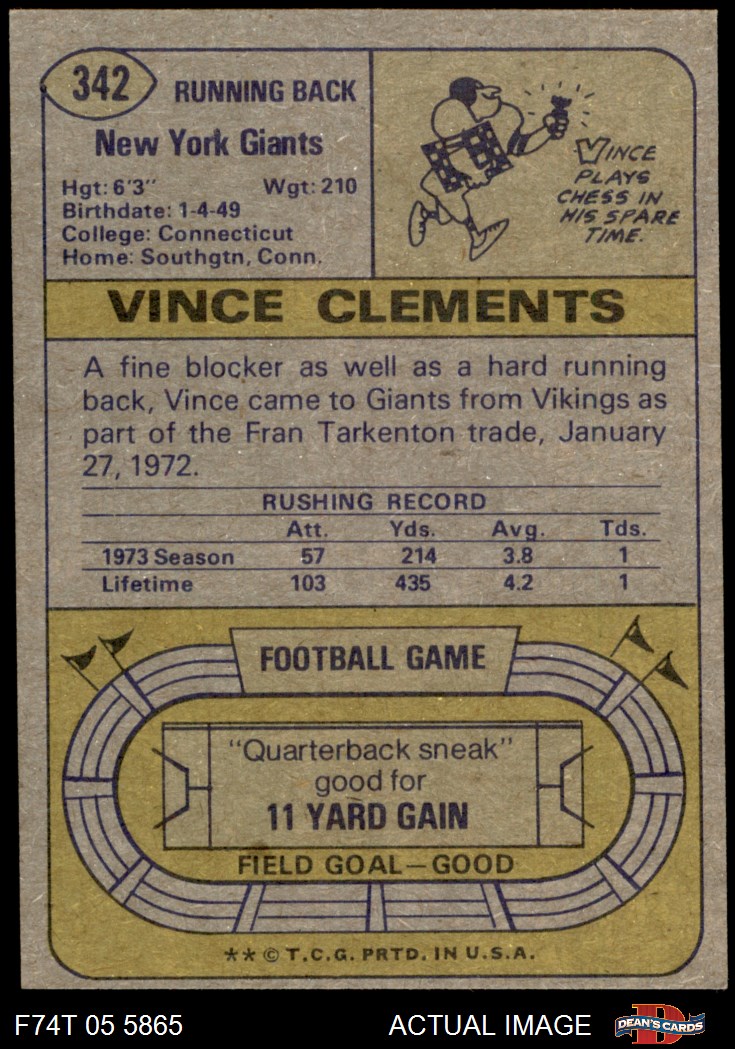 342
RUNNING BACK
New York Giants
Hgt: 6'3" Wgt: 210
Birthdate: 1-4-49
College: Connecticut
Home: Southgtn, Conn.
VINCE
PLAYS
CHESS IN
HIS SPARE
TIME.
VINCE CLEMENTS
A fine blocker as well as a hard running
back, Vince came to Giants from Vikings as
part of the Fran Tarkenton trade, January
27, 1972.
RUSHING RECORD
Att. Yds. Avg. Tds.
1973 Season 57 214 3.8 1
Lifetime 103 435 4.2 1
FOOTBALL GAME
"Quarterback sneak"
good for
11 YARD GAIN
FIELD GOAL—GOOD
** © T.C.G. PRTD. IN U.S.A.
F74T 05 5865 ACTUAL IMAGE
D
DEAN'S CARDS